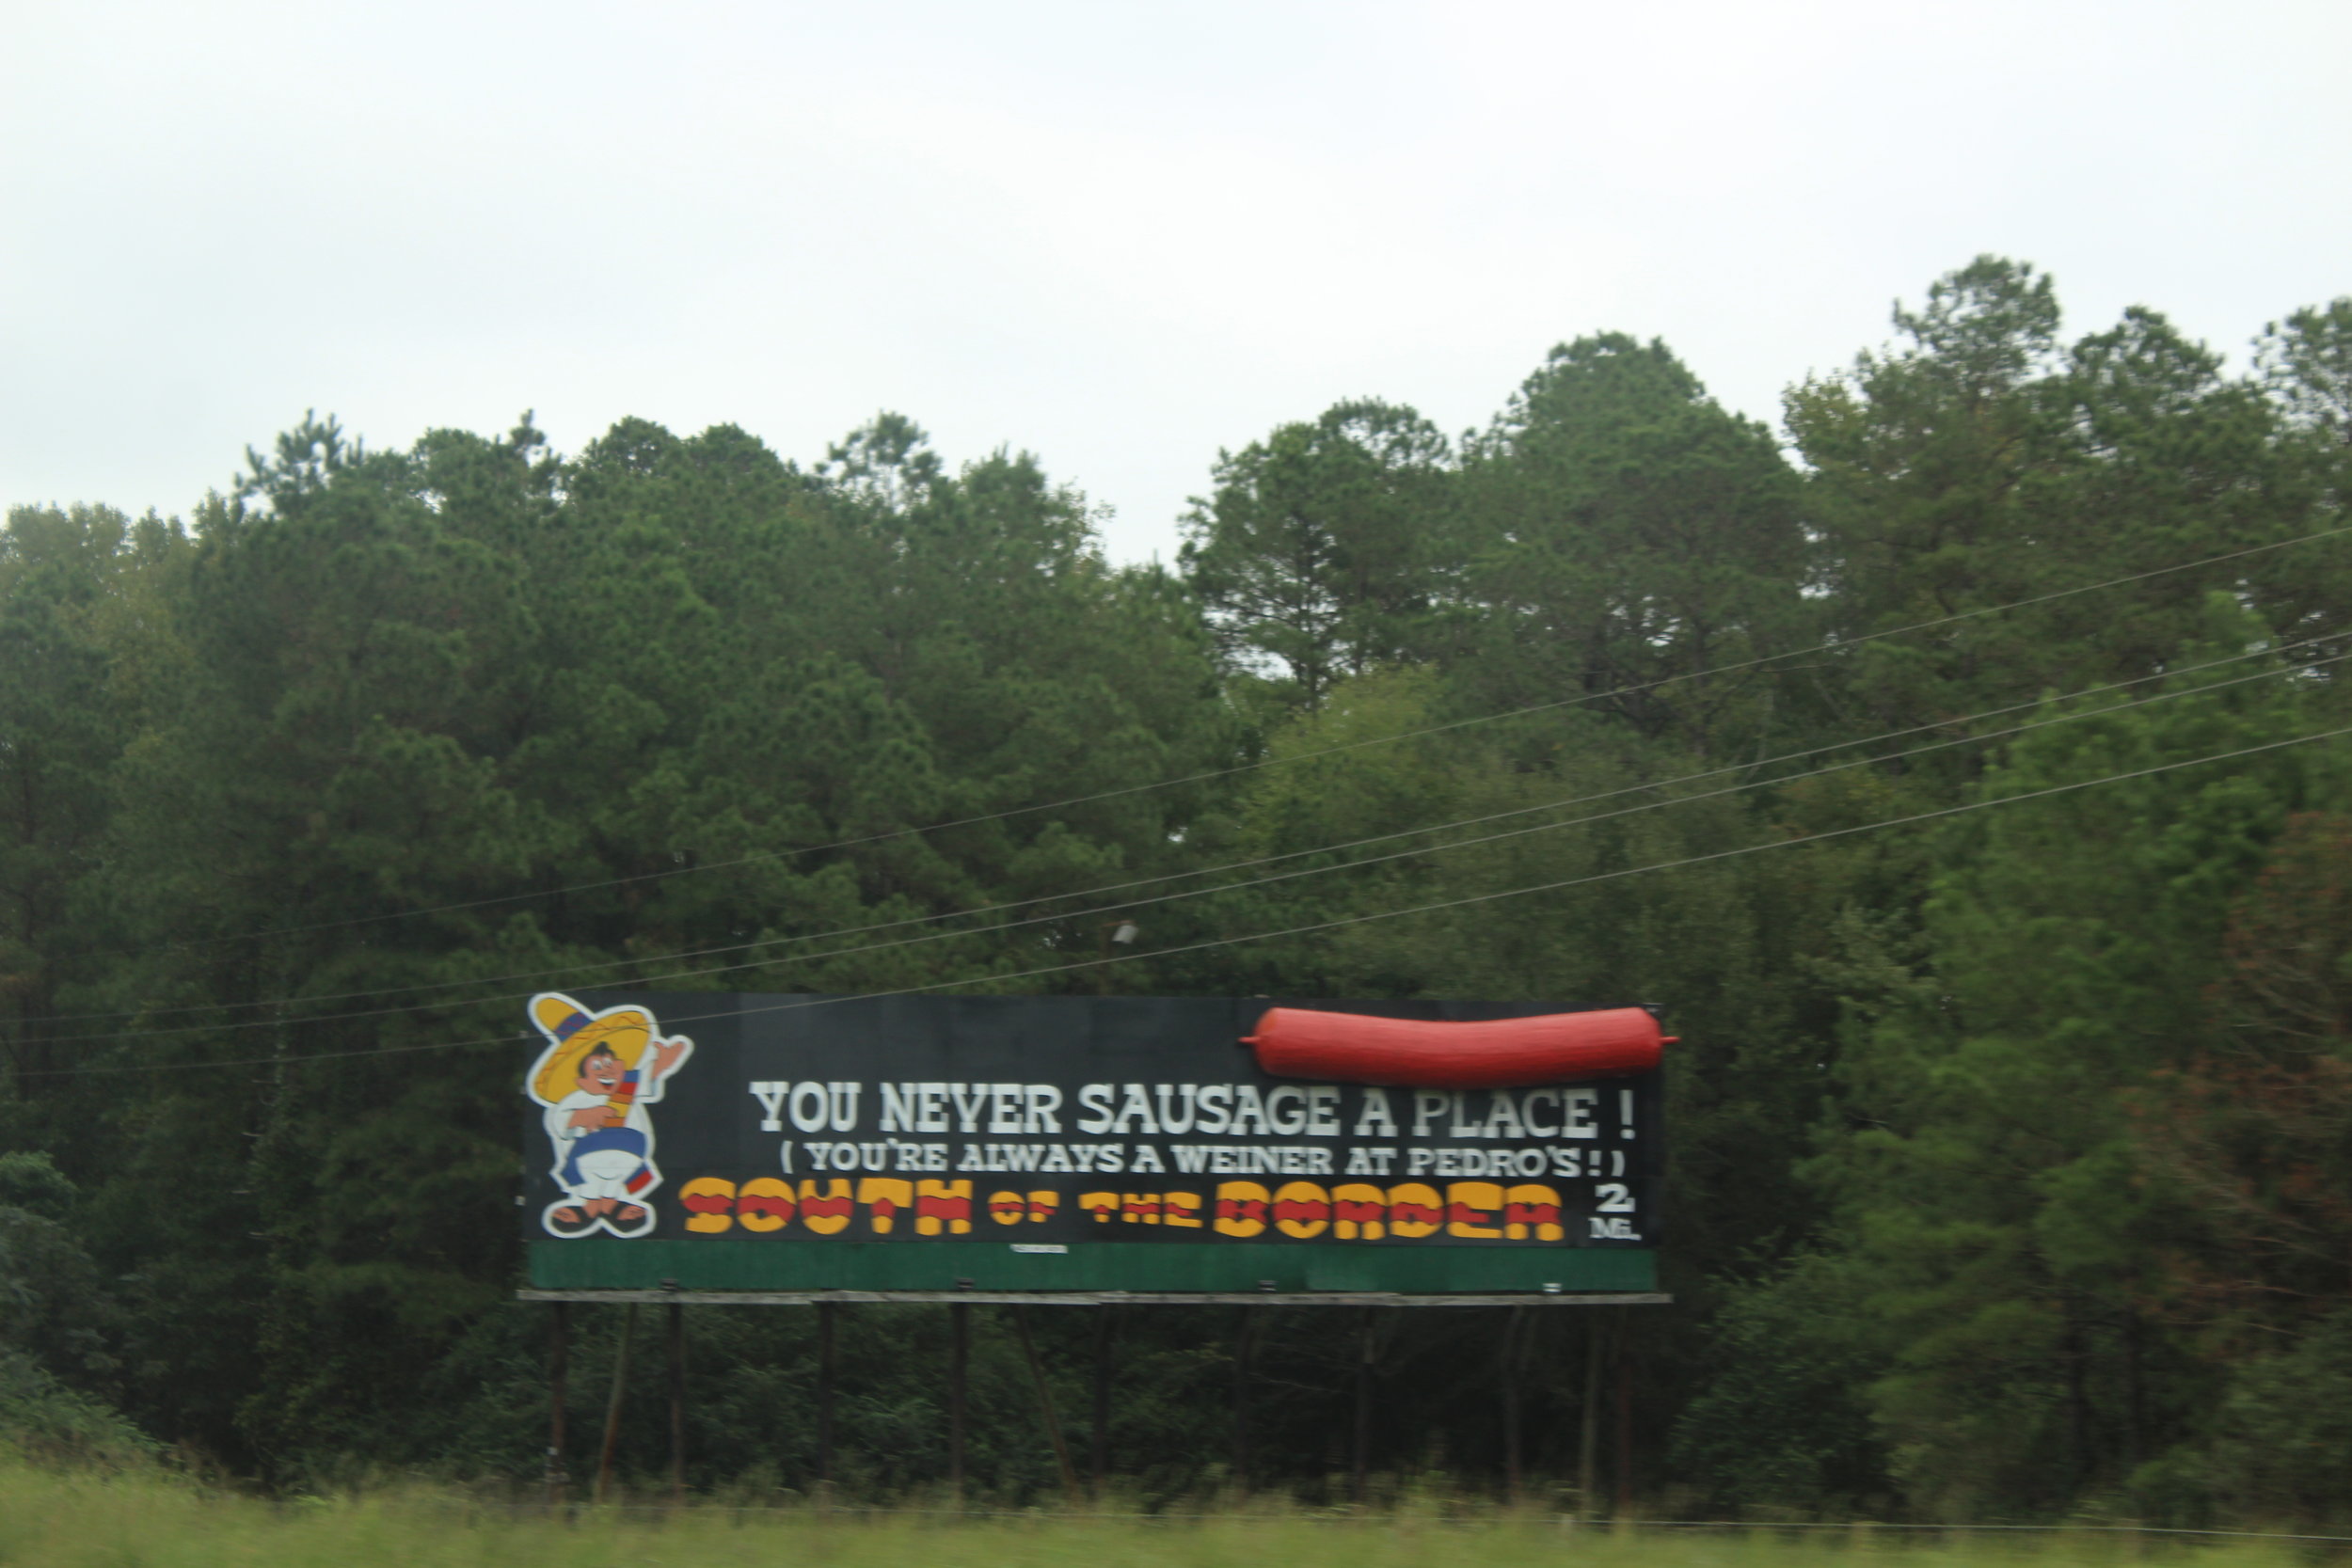 YOU NEVER SAUSAGE A PLACE !
( YOU'RE ALWAYS A WEINER AT PEDRO'S ! )
SOUTH OF THE BORDER 2 Mi.